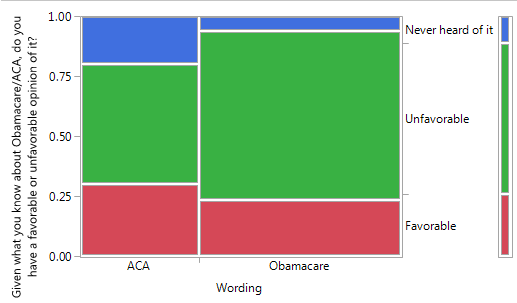 Given what you know about Obamacare/ACA, do you
have a favorable or unfavorable opinion of it?
1.00
0.75
0.50
0.25
0.00
Never heard of it
Unfavorable
Favorable
ACA
Obamacare
Wording